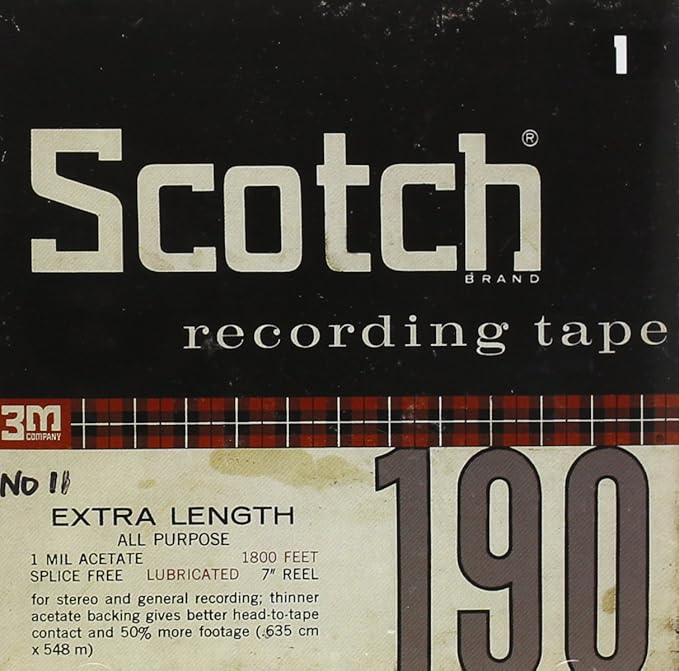 1
Scotch®
BRAND
recording tape
3M
COMPANY
No 11
190
EXTRA LENGTH
ALL PURPOSE
1 MIL ACETATE 1800 FEET
SPLICE FREE LUBRICATED 7" REEL
for stereo and general recording; thinner
acetate backing gives better head-to-tape
contact and 50% more footage (.635 cm
x 548 m)